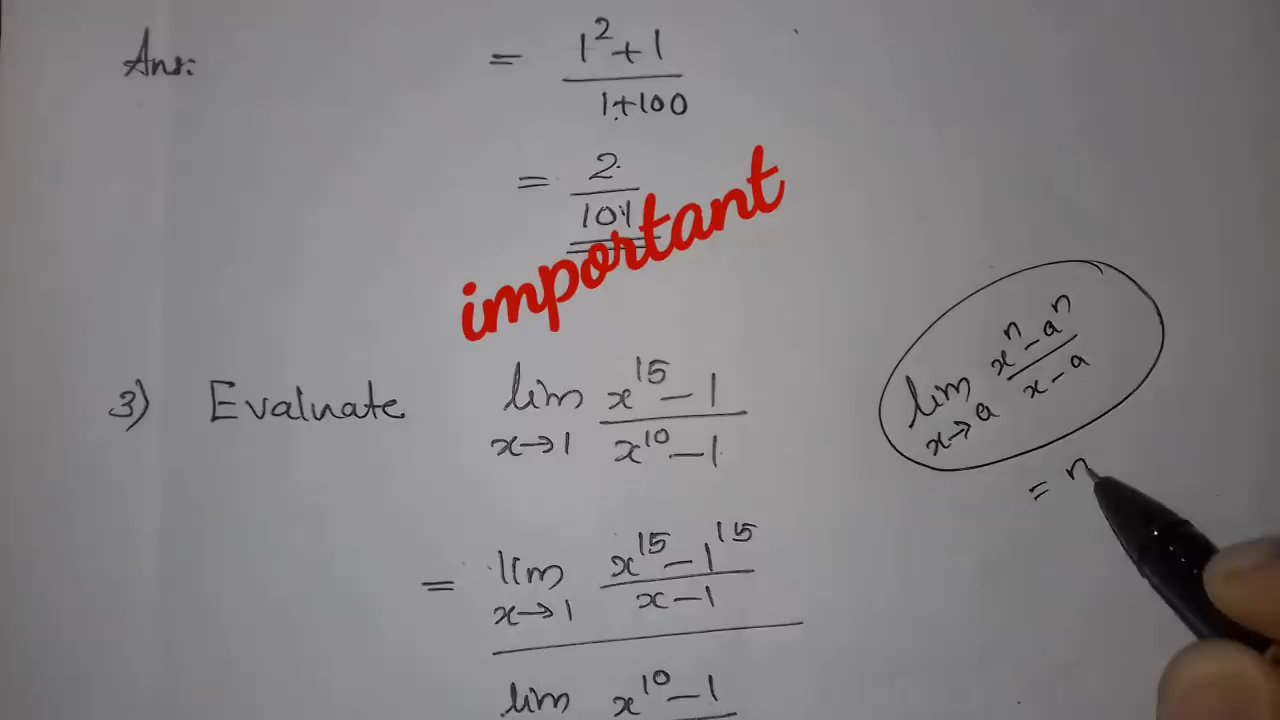 Ans: = 1² + 1 / 1 + 100
= 2 / 101
important
3) Evaluate lim x→1 x¹⁵ - 1 / x¹⁰ - 1
lim x→a xⁿ - aⁿ / x - a
= n
= lim x→1 x¹⁵ - 1¹⁵ / x - 1
lim x¹⁰ - 1